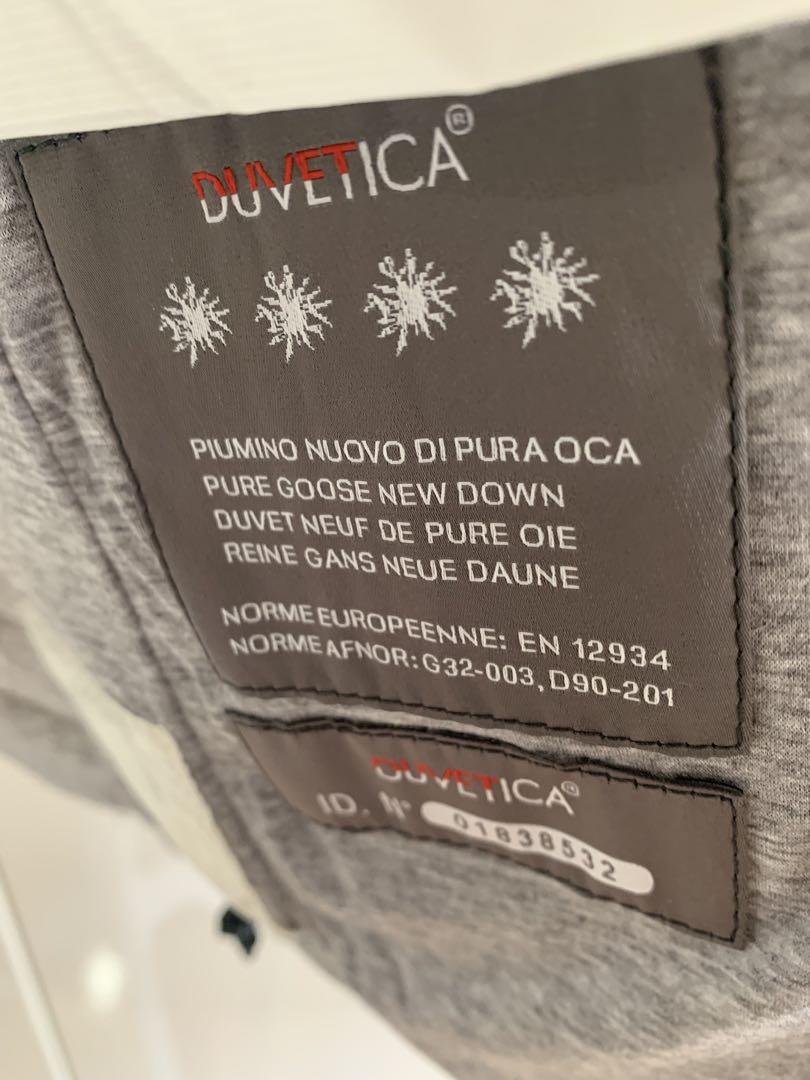 DUVETICA®
PIUMINO NUOVO DI PURA OCA
PURE GOOSE NEW DOWN
DUVET NEUF DE PURE OIE
REINE GANS NEUE DAUNE
NORME EUROPEENNE: EN 12934
NORME AFNOR: G32-003, D90-201
DUVETICA®
ID. N° 01838532